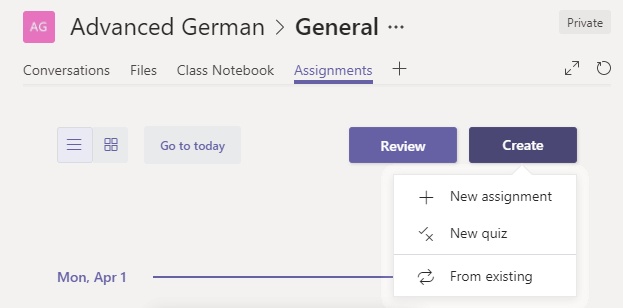 AG Advanced German > General ... Private
Conversations Files Class Notebook Assignments +
Go to today Review Create
New assignment
New quiz
From existing
Mon, Apr 1